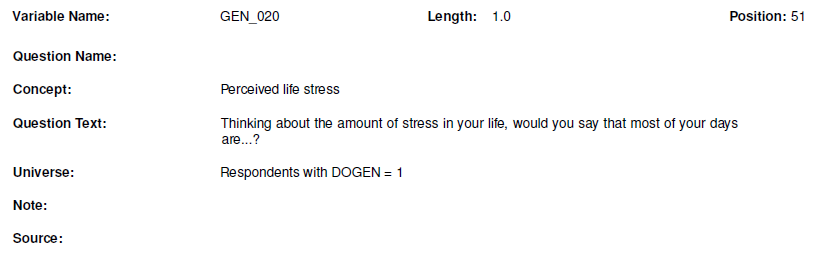 Variable Name: GEN_020 Length: 1.0 Position: 51
Question Name:
Concept: Perceived life stress
Question Text: Thinking about the amount of stress in your life, would you say that most of your days
are...?
Universe: Respondents with DOGEN = 1
Note:
Source: